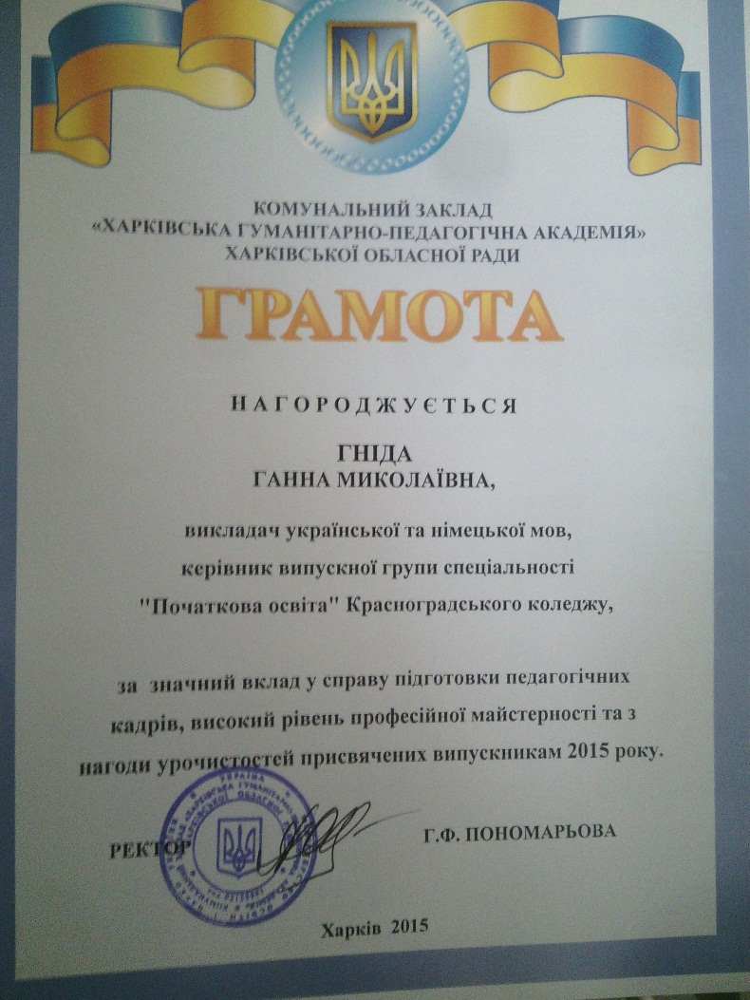 КОМУНАЛЬНИЙ ЗАКЛАД
«ХАРКІВСЬКА ГУМАНІТАРНО-ПЕДАГОГІЧНА АКАДЕМІЯ»
ХАРКІВСЬКОЇ ОБЛАСНОЇ РАДИ
ГРАМОТА
НАГОРОДЖУЄТЬСЯ
ГНІДА
ГАННА МИКОЛАЇВНА,
викладач української та німецької мов,
керівник випускної групи спеціальності
"Початкова освіта" Красноградського коледжу,
за значний вклад у справу підготовки педагогічних
кадрів, високий рівень професійної майстерності та з
нагоди урочистостей присвячених випускникам 2015 року.
УКРАЇНА
РЕКТОР
Г.Ф. ПОНОМАРЬОВА
Харків 2015